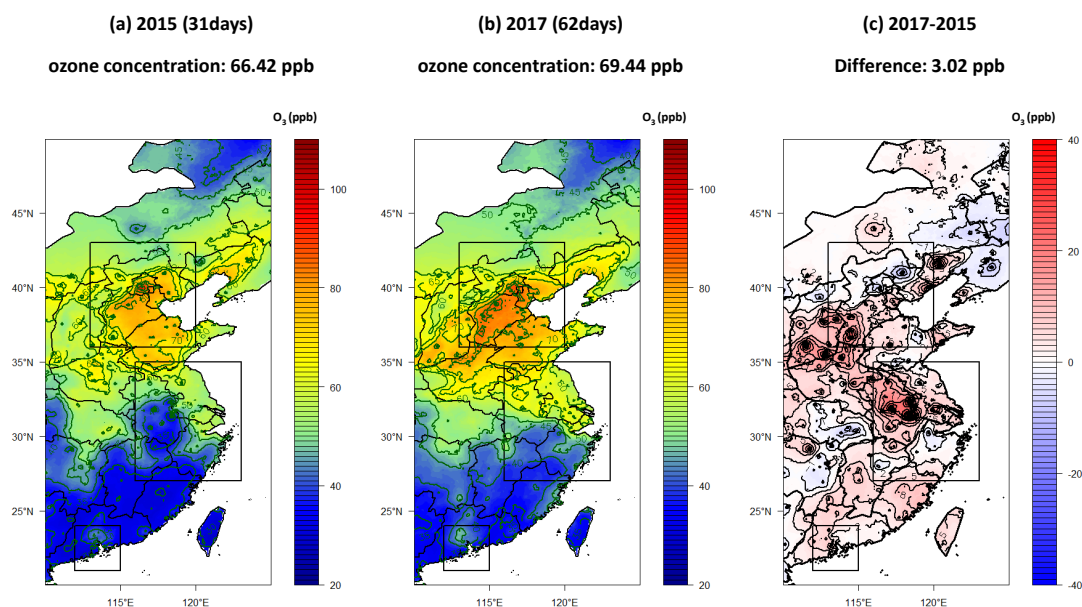 (a) 2015 (31days)
ozone concentration: 66.42 ppb
O3 (ppb)
100
80
60
40
20
45°N
40°N
35°N
30°N
25°N
115°E
120°E
(b) 2017 (62days)
ozone concentration: 69.44 ppb
O3 (ppb)
100
80
60
40
20
45°N
40°N
35°N
30°N
25°N
115°E
120°E
(c) 2017-2015
Difference: 3.02 ppb
O3 (ppb)
40
20
0
-20
-40
45°N
40°N
35°N
30°N
25°N
115°E
120°E